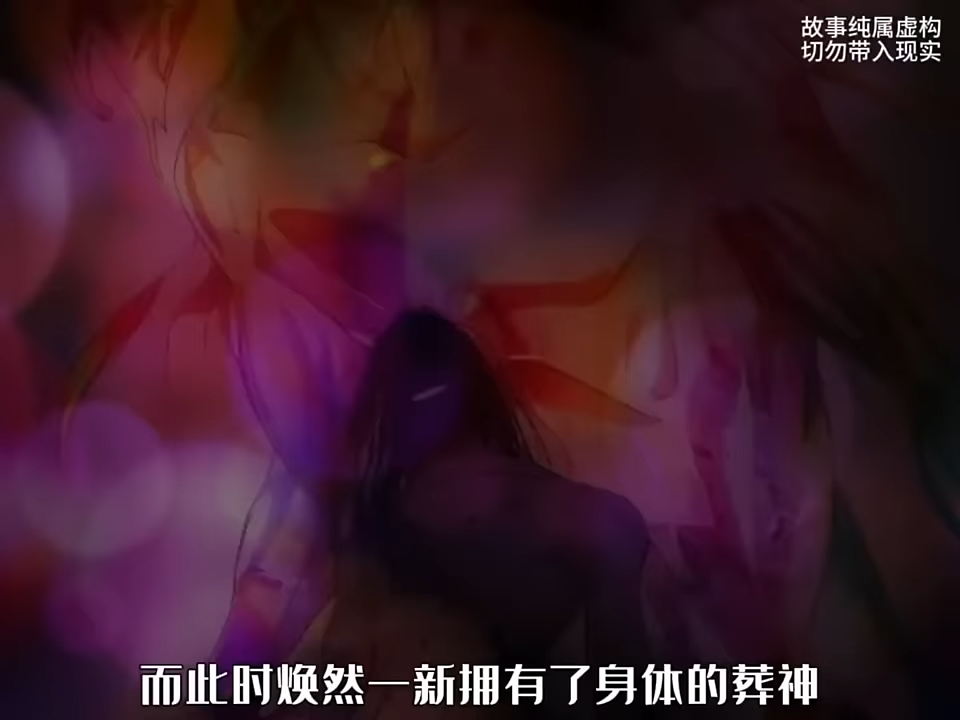 故事纯属虚构
切勿带入现实
而此时焕然一新拥有了身体的葬神